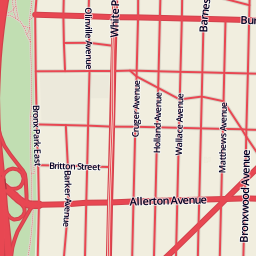 Olinville Avenue
White P
Barnes
Bu
Bronx Park East
Cruger Avenue
Holland Avenue
Wallace Avenue
Matthews Avenue
Britton Street
Barker Avenue
Allerton Avenue
Bronxwood Avenue